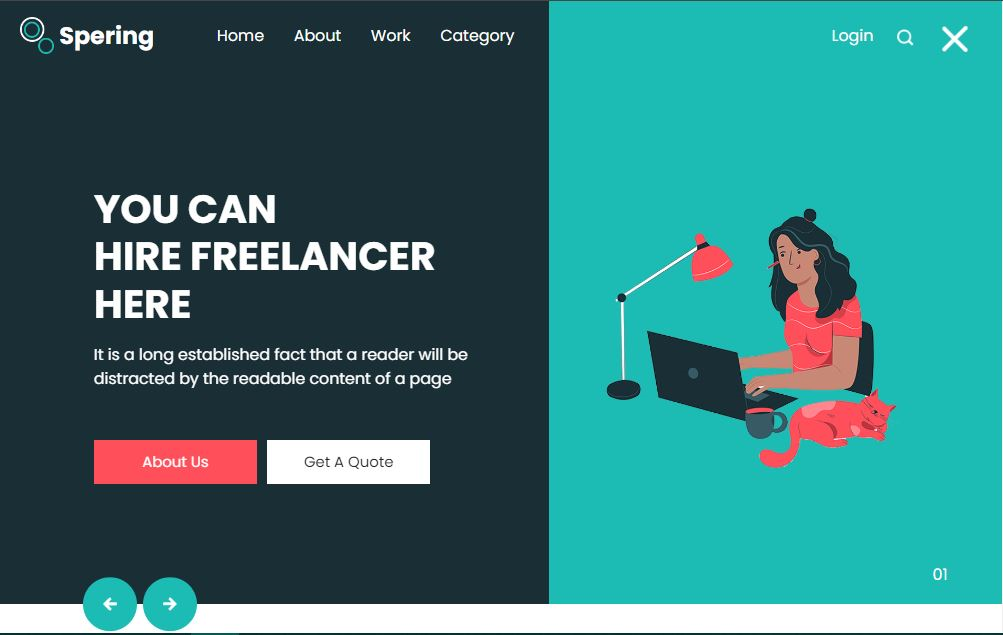 Spering
Home About Work Category
Login
YOU CAN
HIRE FREELANCER
HERE
It is a long established fact that a reader will be
distracted by the readable content of a page
About Us
Get A Quote
01